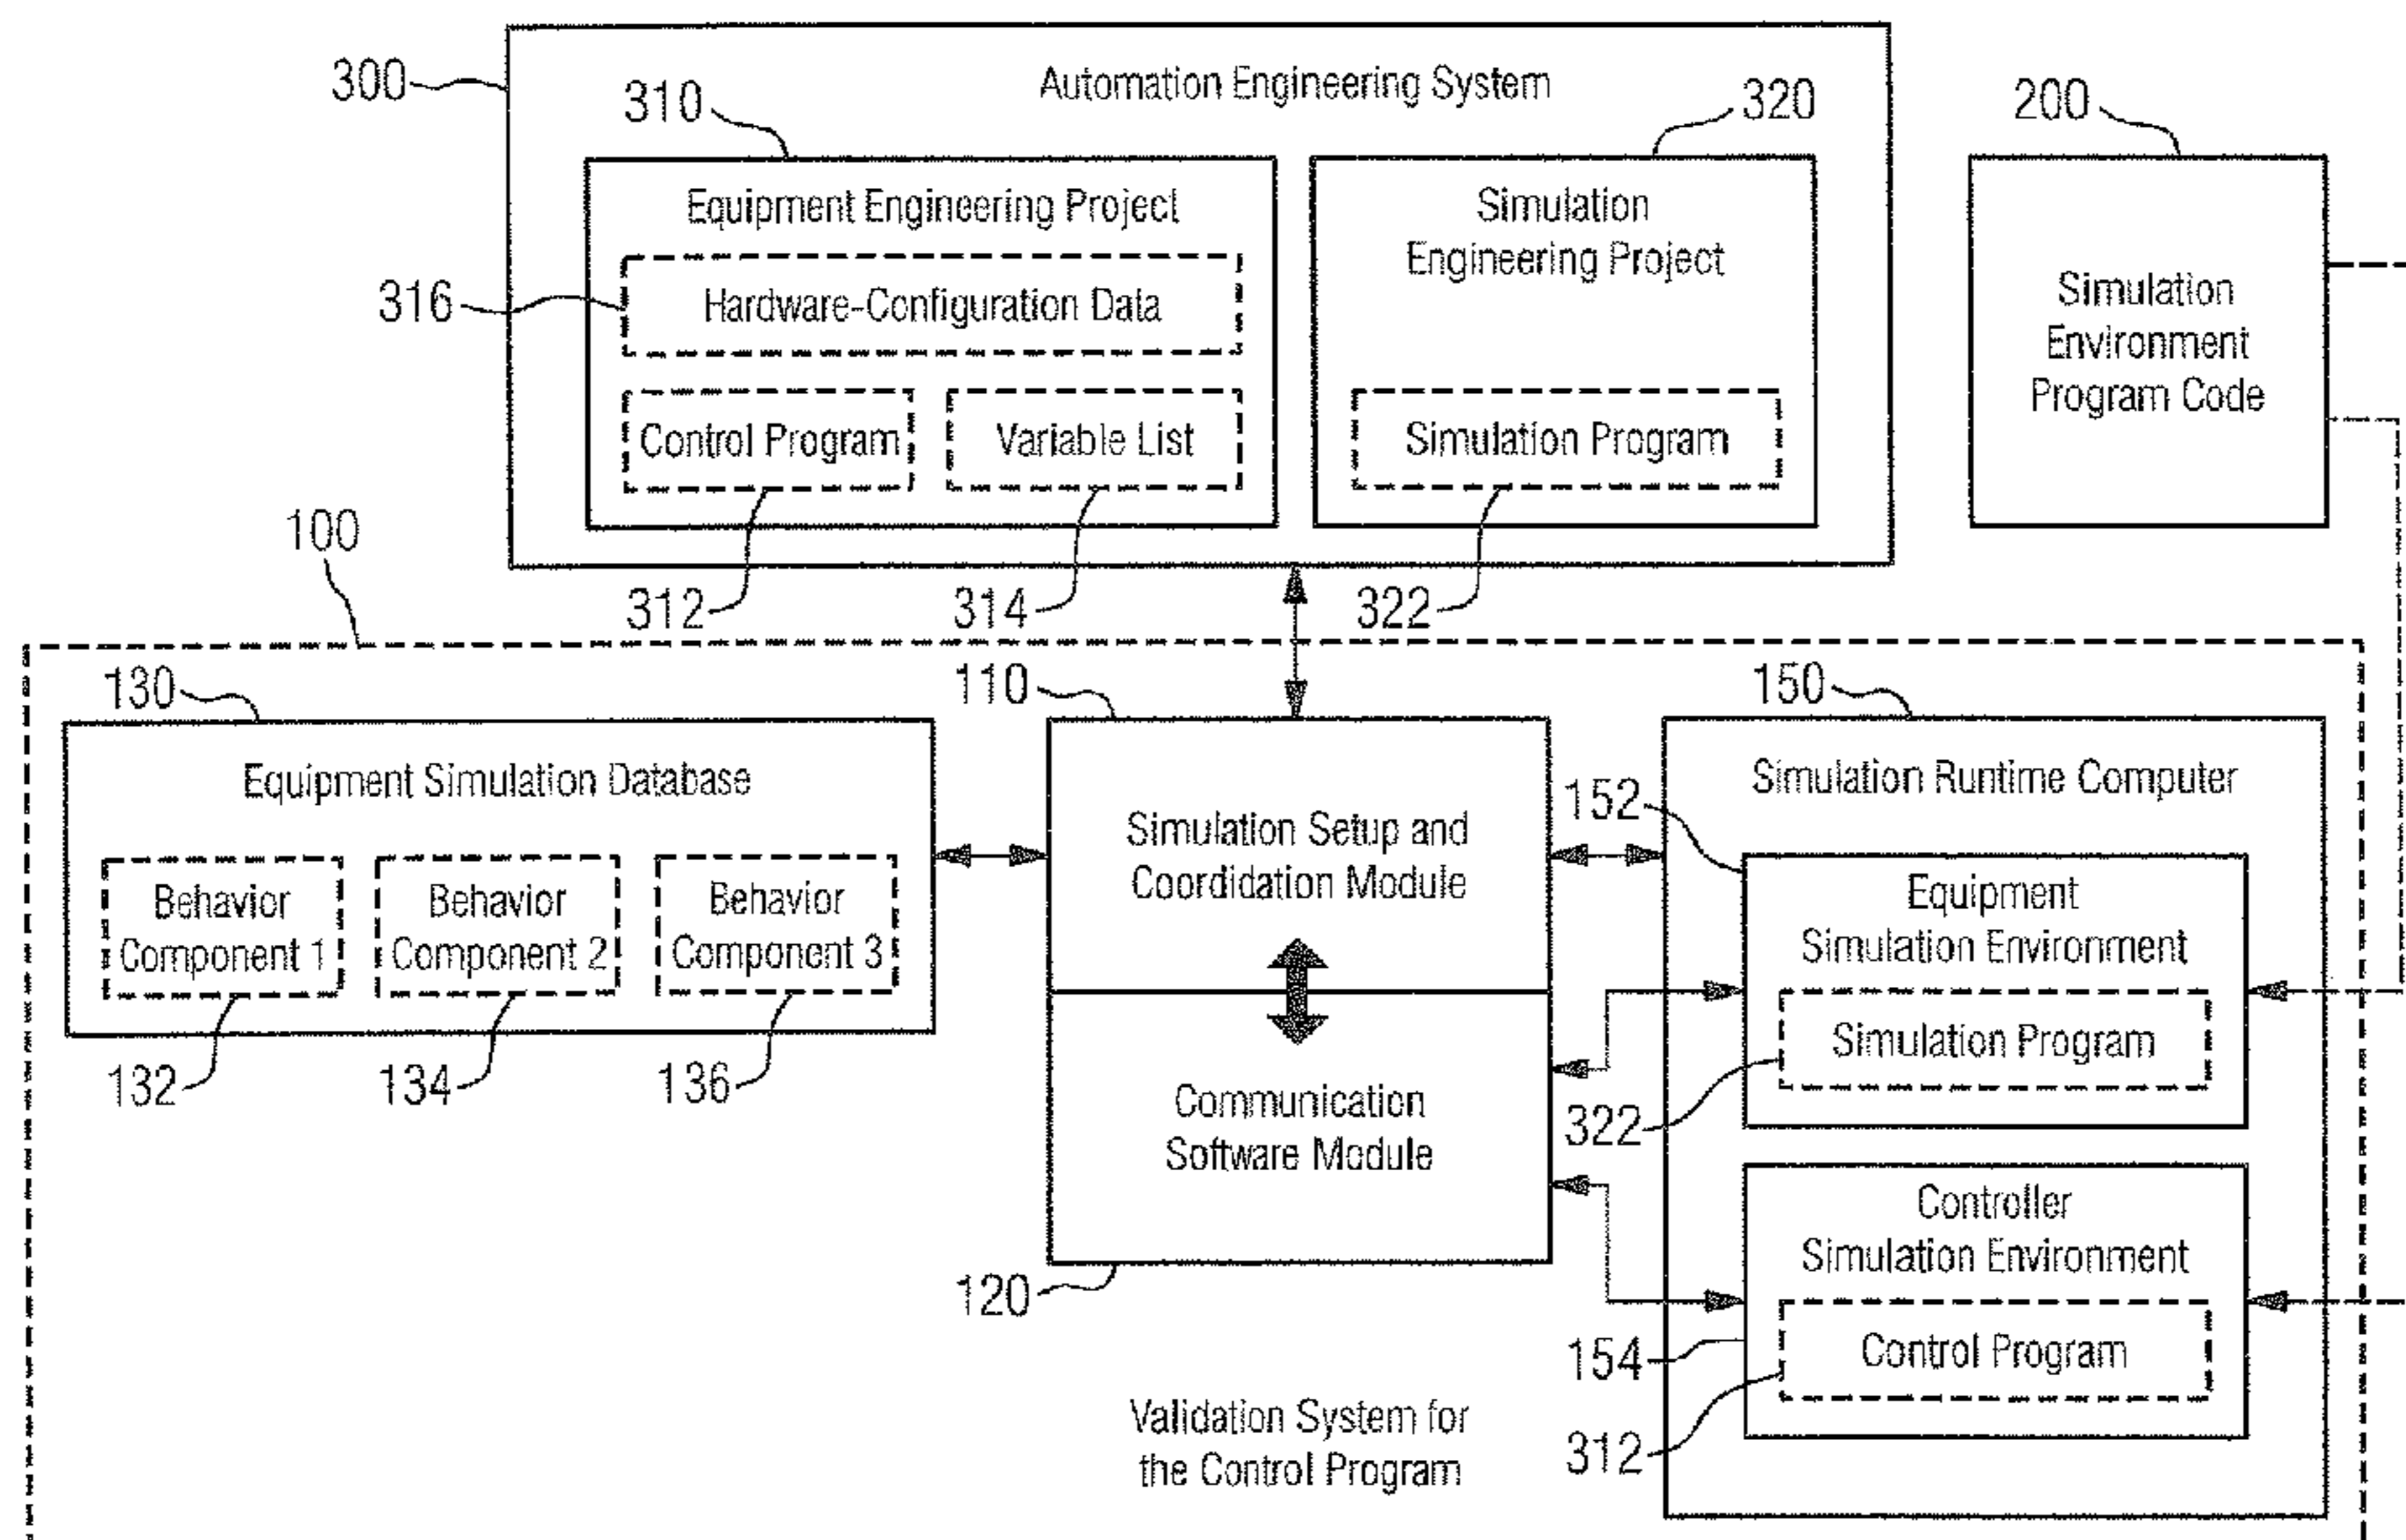 300
Automation Engineering System
310
320
200
Equipment Engineering Project
316
Hardware-Configuration Data
Control Program
Variable List
Simulation
Engineering Project
Simulation Program
Simulation
Environment
Program Code
312
314
322
100
130
110
150
Equipment Simulation Database
Behavior
Component 1
Behavior
Component 2
Behavior
Component 3
132
134
136
Simulation Setup and
Coordidation Module
Communication
Software Module
120
Simulation Runtime Computer
152
Equipment
Simulation Environment
Simulation Program
322
Controller
Simulation Environment
154
Control Program
312
Validation System for
the Control Program